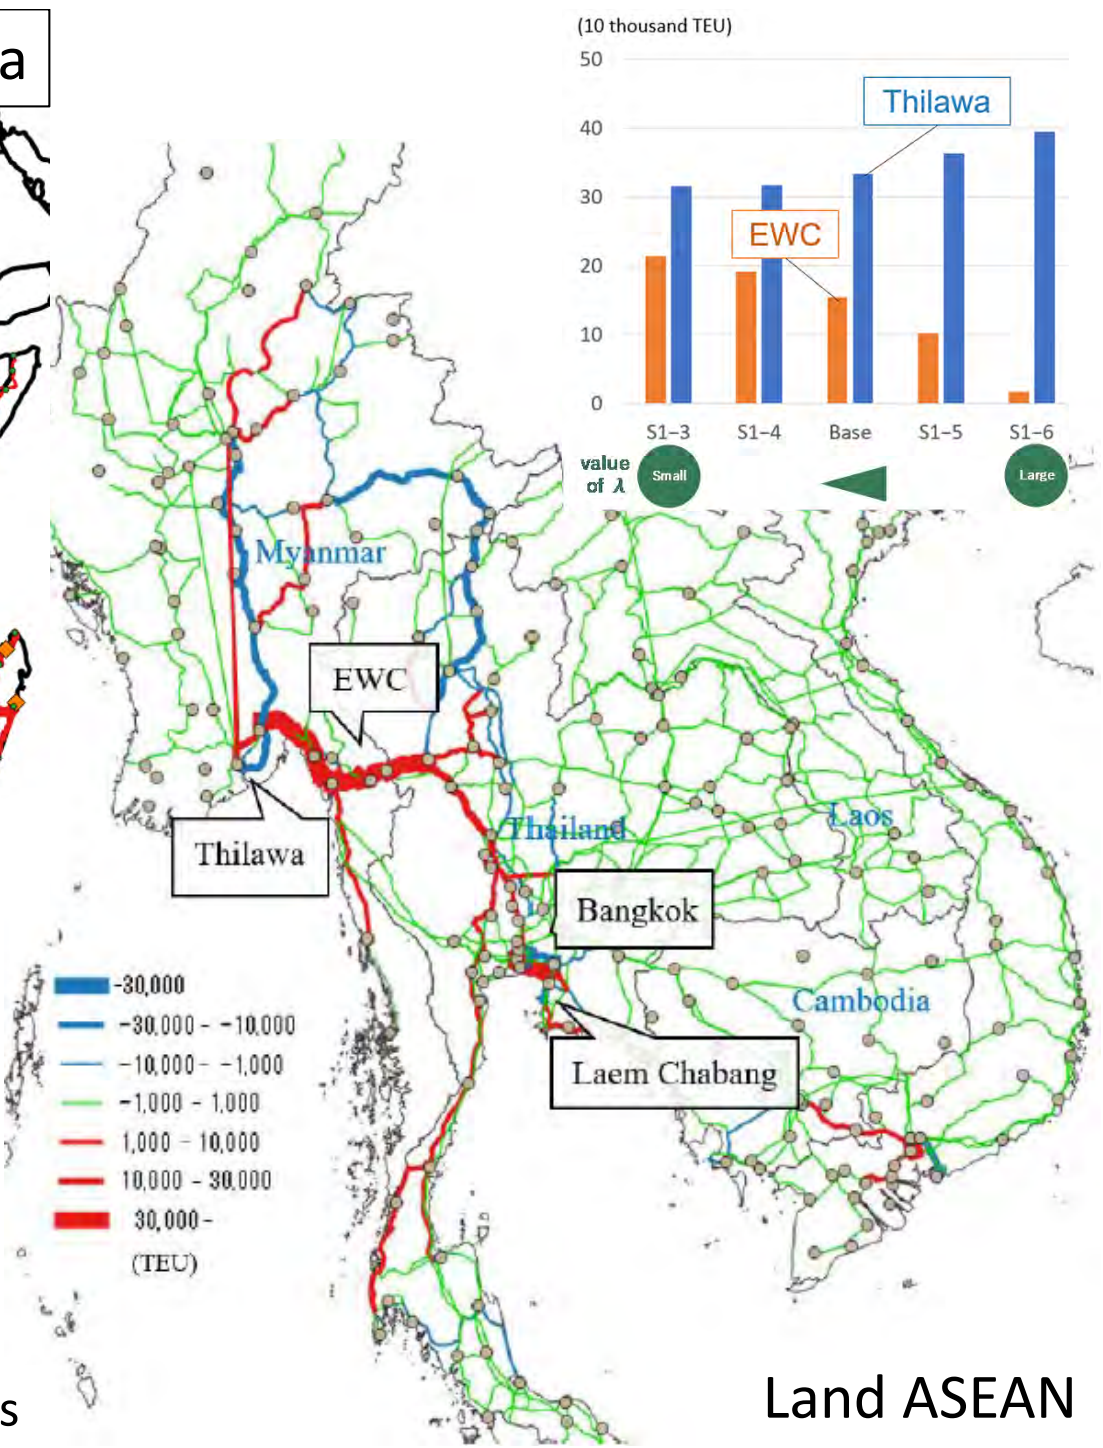 a
(10 thousand TEU)
50
40
30
20
10
0
Thilawa
EWC
S1-3
S1-4
Base
S1-5
S1-6
value
of λ
Small
Large
Myanmar
EWC
Thilawa
Thailand
Laos
Bangkok
Cambodia
Laem Chabang
-30,000
-30,000 - -10,000
-10,000 - -1,000
-1,000 - 1,000
1,000 - 10,000
10,000 - 30,000
30,000 -
(TEU)
Land ASEAN
s